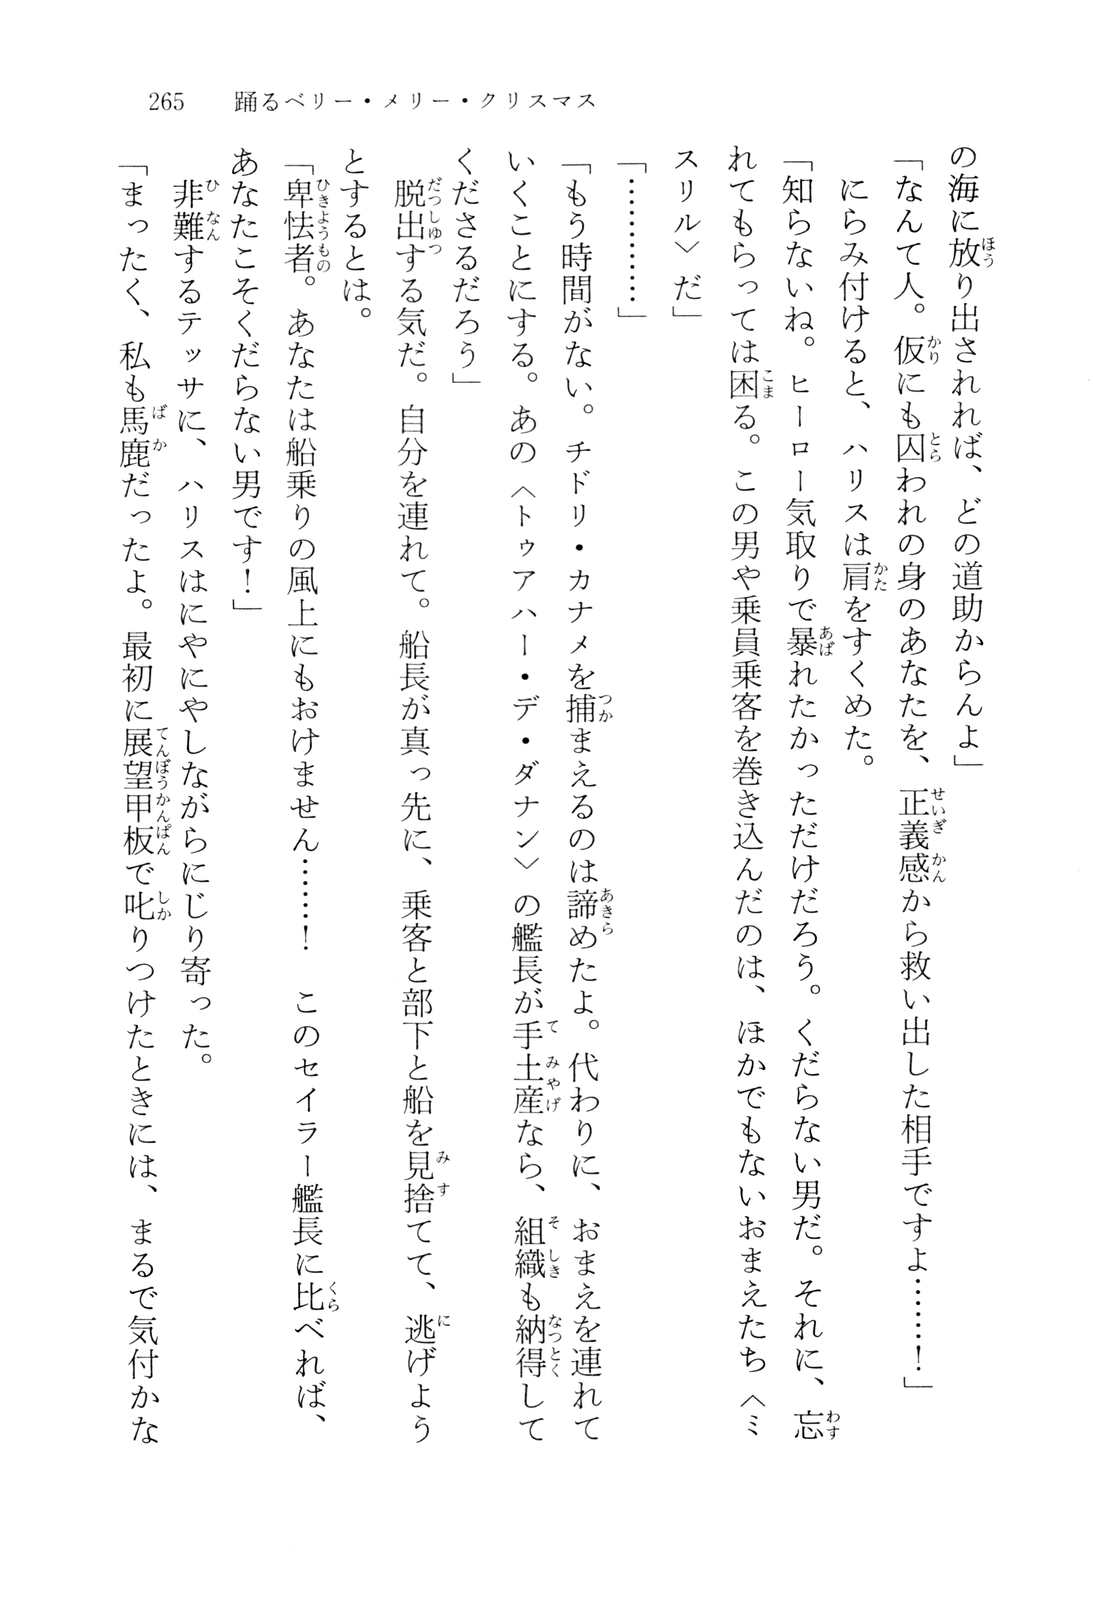 265　踊るベリー・メリー・クリスマス
の海に放り出されれば、どの道助からんよ」
「なんて人。仮にも囚われの身のあなたを、正義感から救い出した相手ですよ……！」
　にらみ付けると、ハリスは肩をすくめた。
「知らないね。ヒーロー気取りで暴れたかっただけだろう。くだらない男だ。それに、忘
れてもらっては困る。この男や乗員乗客を巻き込んだのは、ほかでもないおまえたち〈ミ
スリル〉だ」
「…………」
「もう時間がない。チドリ・カナメを捕まえるのは諦めたよ。代わりに、おまえを連れて
いくことにする。あの〈トゥアハー・デ・ダナン〉の艦長が手土産なら、組織も納得して
くださるだろう」
　脱出する気だ。自分を連れて。船長が真っ先に、乗客と部下と船を見捨てて、逃げよう
とするとは。
「卑怯者。あなたは船乗りの風上にもおけません……！　このセイラー艦長に比べれば、
あなたこそくだらない男です！」
　非難するテッサに、ハリスはにやにやしながらにじり寄った。
「まったく、私も馬鹿だったよ。最初に展望甲板で叱りつけたときには、まるで気付かな